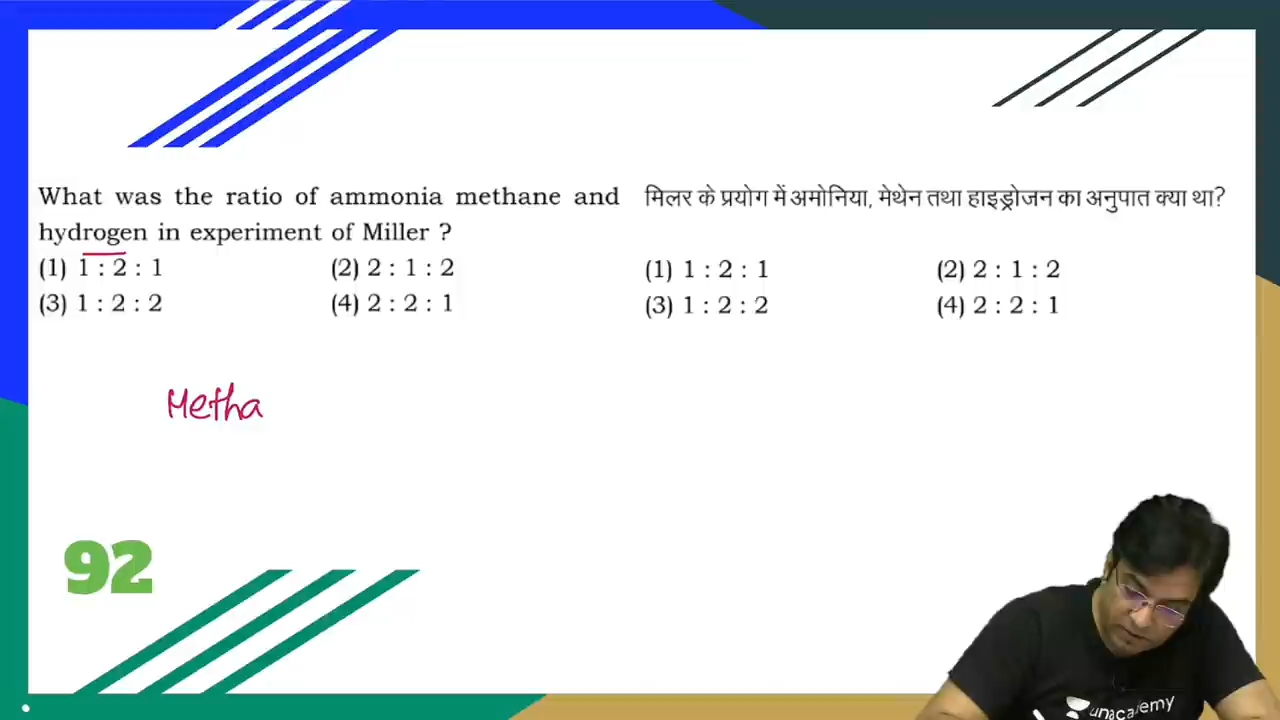 What was the ratio of ammonia methane and
hydrogen in experiment of Miller ?
(1) 1 : 2 : 1 (2) 2 : 1 : 2
(3) 1 : 2 : 2 (4) 2 : 2 : 1
मिलर के प्रयोग में अमोनिया, मेथेन तथा हाइड्रोजन का अनुपात क्या था?
(1) 1 : 2 : 1 (2) 2 : 1 : 2
(3) 1 : 2 : 2 (4) 2 : 2 : 1
Metha
92
unacademy